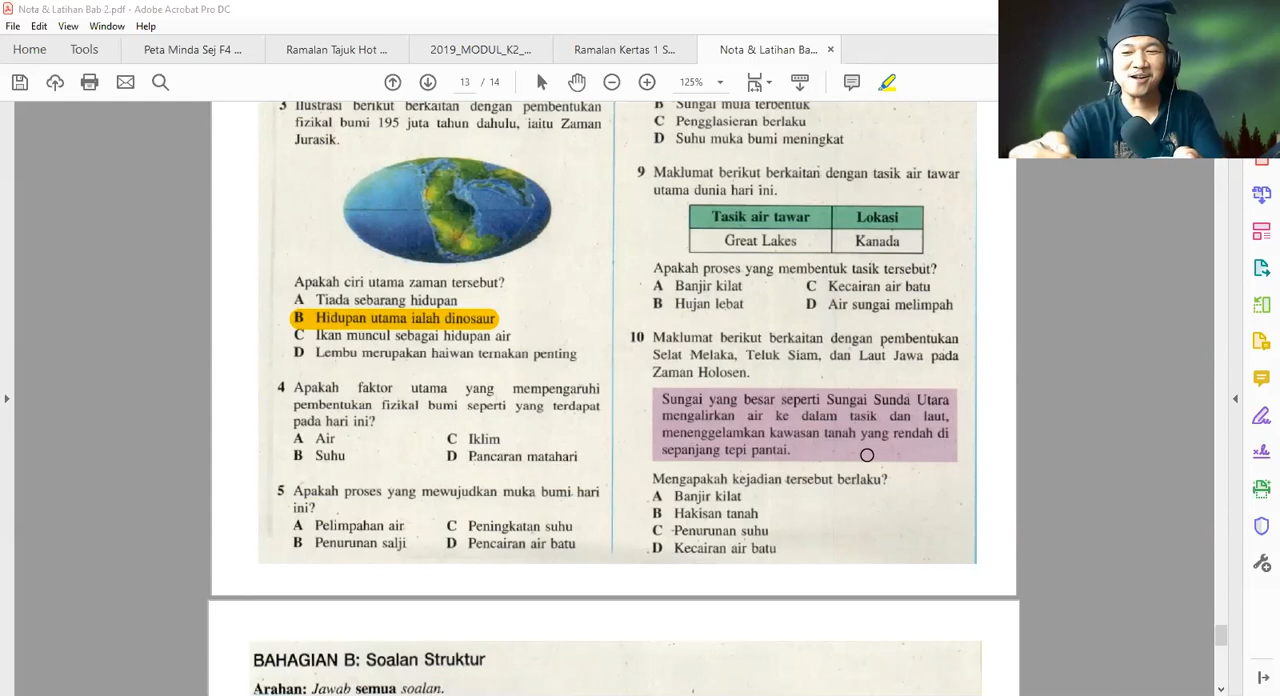 Nota & Latihan Bab 2.pdf - Adobe Acrobat Pro DC
File Edit View Window Help
Home Tools Peta Minda Sej F4 ... Ramalan Tajuk Hot ... 2019_MODUL_K2_... Ramalan Kertas 1 S... Nota & Latihan Ba... ×
13 / 14 125%
3 Ilustrasi berikut berkaitan dengan pembentukan
fizikal bumi 195 juta tahun dahulu, iaitu Zaman
Jurasik.
Apakah ciri utama zaman tersebut?
A Tiada sebarang hidupan
B Hidupan utama ialah dinosaur
C Ikan muncul sebagai hidupan air
D Lembu merupakan haiwan ternakan penting
4 Apakah faktor utama yang mempengaruhi
pembentukan fizikal bumi seperti yang terdapat
pada hari ini?
A Air C Iklim
B Suhu D Pancaran matahari
5 Apakah proses yang mewujudkan muka bumi hari
ini?
A Pelimpahan air C Peningkatan suhu
B Penurunan salji D Pencairan air batu
B Sungai mula terbentuk
C Pengglasieran berlaku
D Suhu muka bumi meningkat
9 Maklumat berikut berkaitan dengan tasik air tawar
utama dunia hari ini.
Tasik air tawar Lokasi
Great Lakes Kanada
Apakah proses yang membentuk tasik tersebut?
A Banjir kilat C Kecairan air batu
B Hujan lebat D Air sungai melimpah
10 Maklumat berikut berkaitan dengan pembentukan
Selat Melaka, Teluk Siam, dan Laut Jawa pada
Zaman Holosen.
Sungai yang besar seperti Sungai Sunda Utara
mengalirkan air ke dalam tasik dan laut,
menenggelamkan kawasan tanah yang rendah di
sepanjang tepi pantai.
Mengapakah kejadian tersebut berlaku?
A Banjir kilat
B Hakisan tanah
C Penurunan suhu
D Kecairan air batu
BAHAGIAN B: Soalan Struktur
Arahan: Jawab semua soalan.